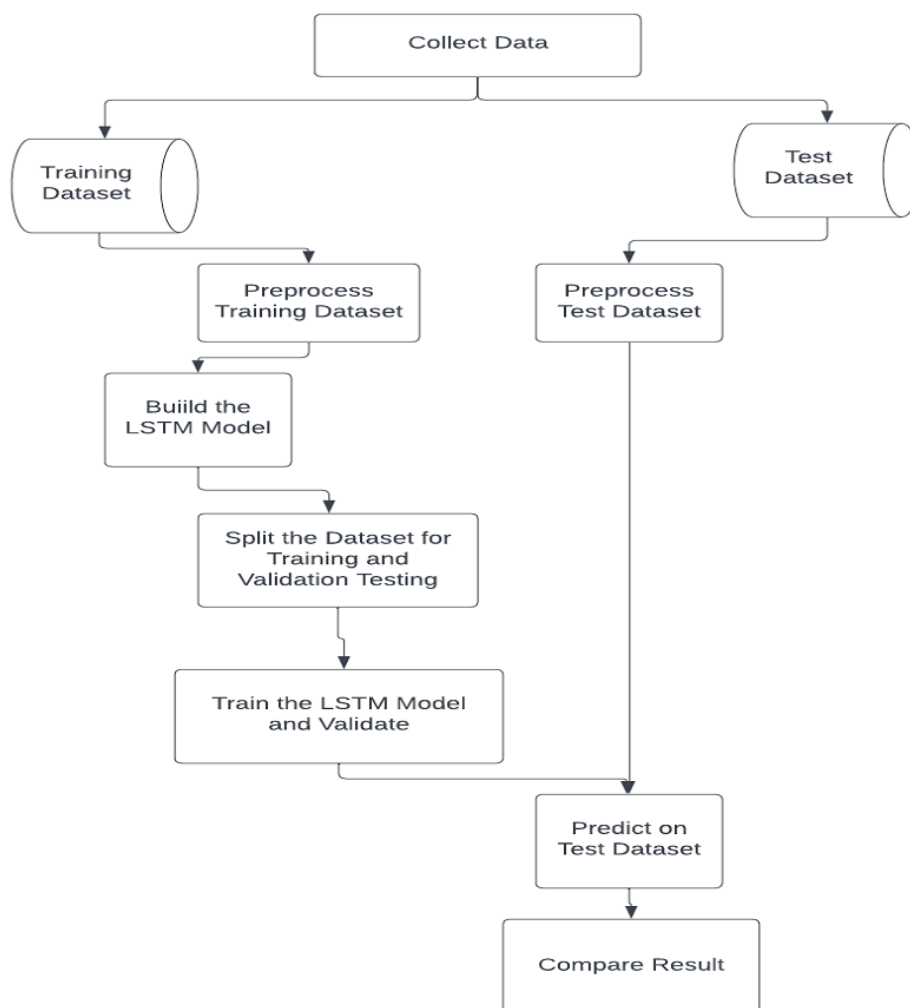 Collect Data
Training
Dataset
Test
Dataset
Preprocess
Training Dataset
Preprocess
Test Dataset
Buiild the
LSTM Model
Split the Dataset for
Training and
Validation Testing
Train the LSTM Model
and Validate
Predict on
Test Dataset
Compare Result